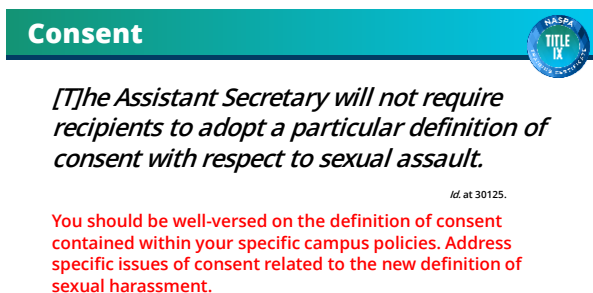 Consent
NASPA
TITLE
IX
TRAINING CERTIFICATE
[T]he Assistant Secretary will not require
recipients to adopt a particular definition of
consent with respect to sexual assault.
Id. at 30125.
You should be well-versed on the definition of consent
contained within your specific campus policies. Address
specific issues of consent related to the new definition of
sexual harassment.